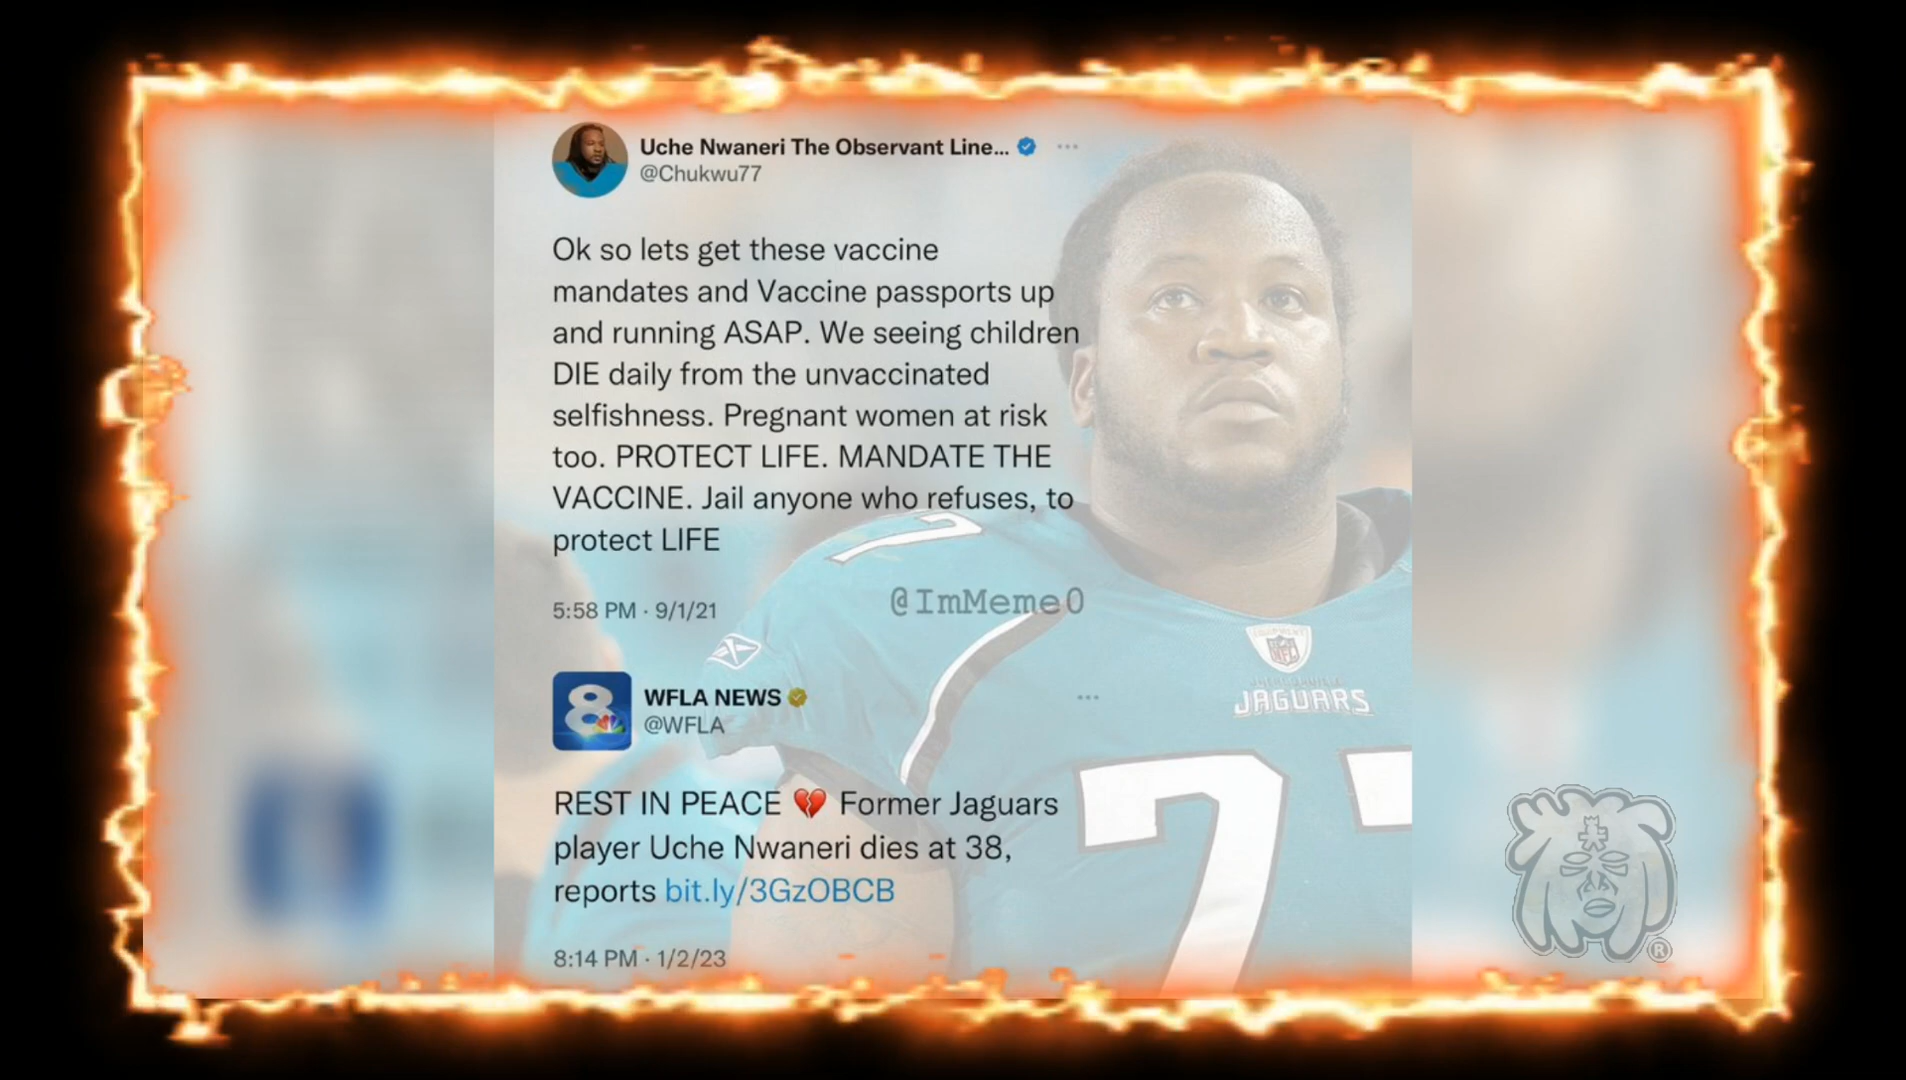 Uche Nwaneri The Observant Line...
@Chukwu77
Ok so lets get these vaccine
mandates and Vaccine passports up
and running ASAP. We seeing children
DIE daily from the unvaccinated
selfishness. Pregnant women at risk
too. PROTECT LIFE. MANDATE THE
VACCINE. Jail anyone who refuses, to
protect LIFE
5:58 PM · 9/1/21
@ImMeme0
NFL
JAGUARS
8
WFLA NEWS
@WFLA
REST IN PEACE 💔 Former Jaguars
player Uche Nwaneri dies at 38,
reports bit.ly/3GzOBCB
8:14 PM · 1/2/23
7
77
®